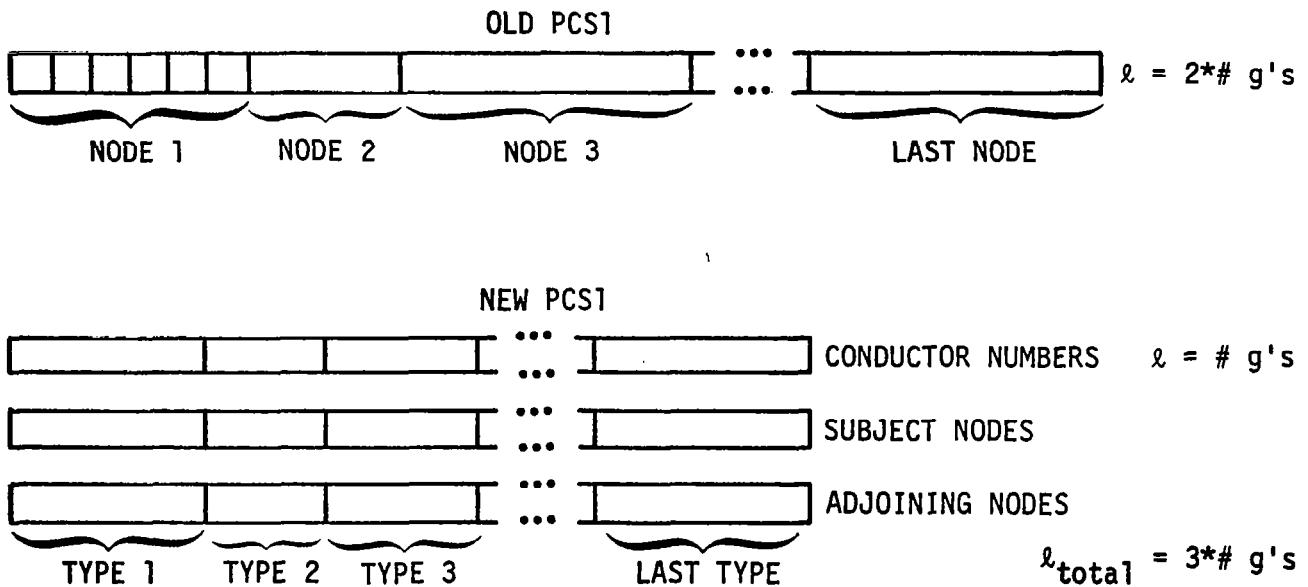 OLD PCS1
••• 
•••
ℓ = 2*# g's
NODE 1 NODE 2 NODE 3 LAST NODE
NEW PCS1
•••
•••
CONDUCTOR NUMBERS ℓ = # g's
•••
•••
SUBJECT NODES
•••
•••
ADJOINING NODES
TYPE 1 TYPE 2 TYPE 3 LAST TYPE
ℓtotal = 3*# g's